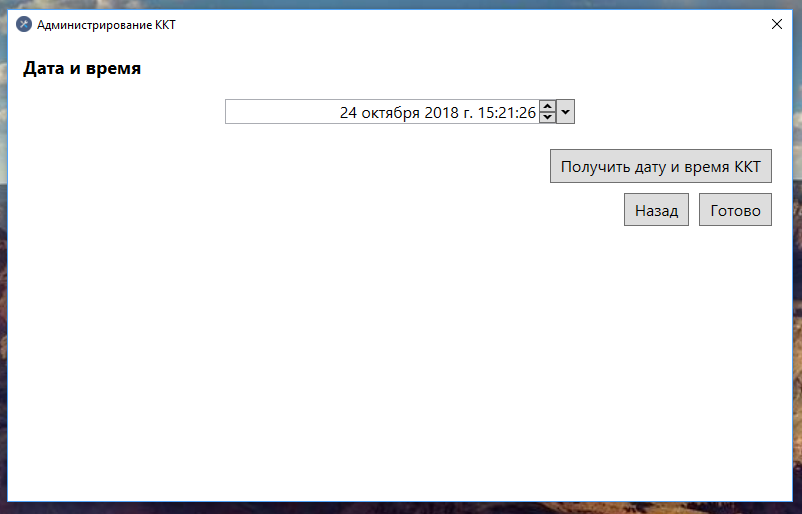 Администрирование ККТ
Дата и время
24 октября 2018 г. 15:21:26
Получить дату и время ККТ
Назад Готово